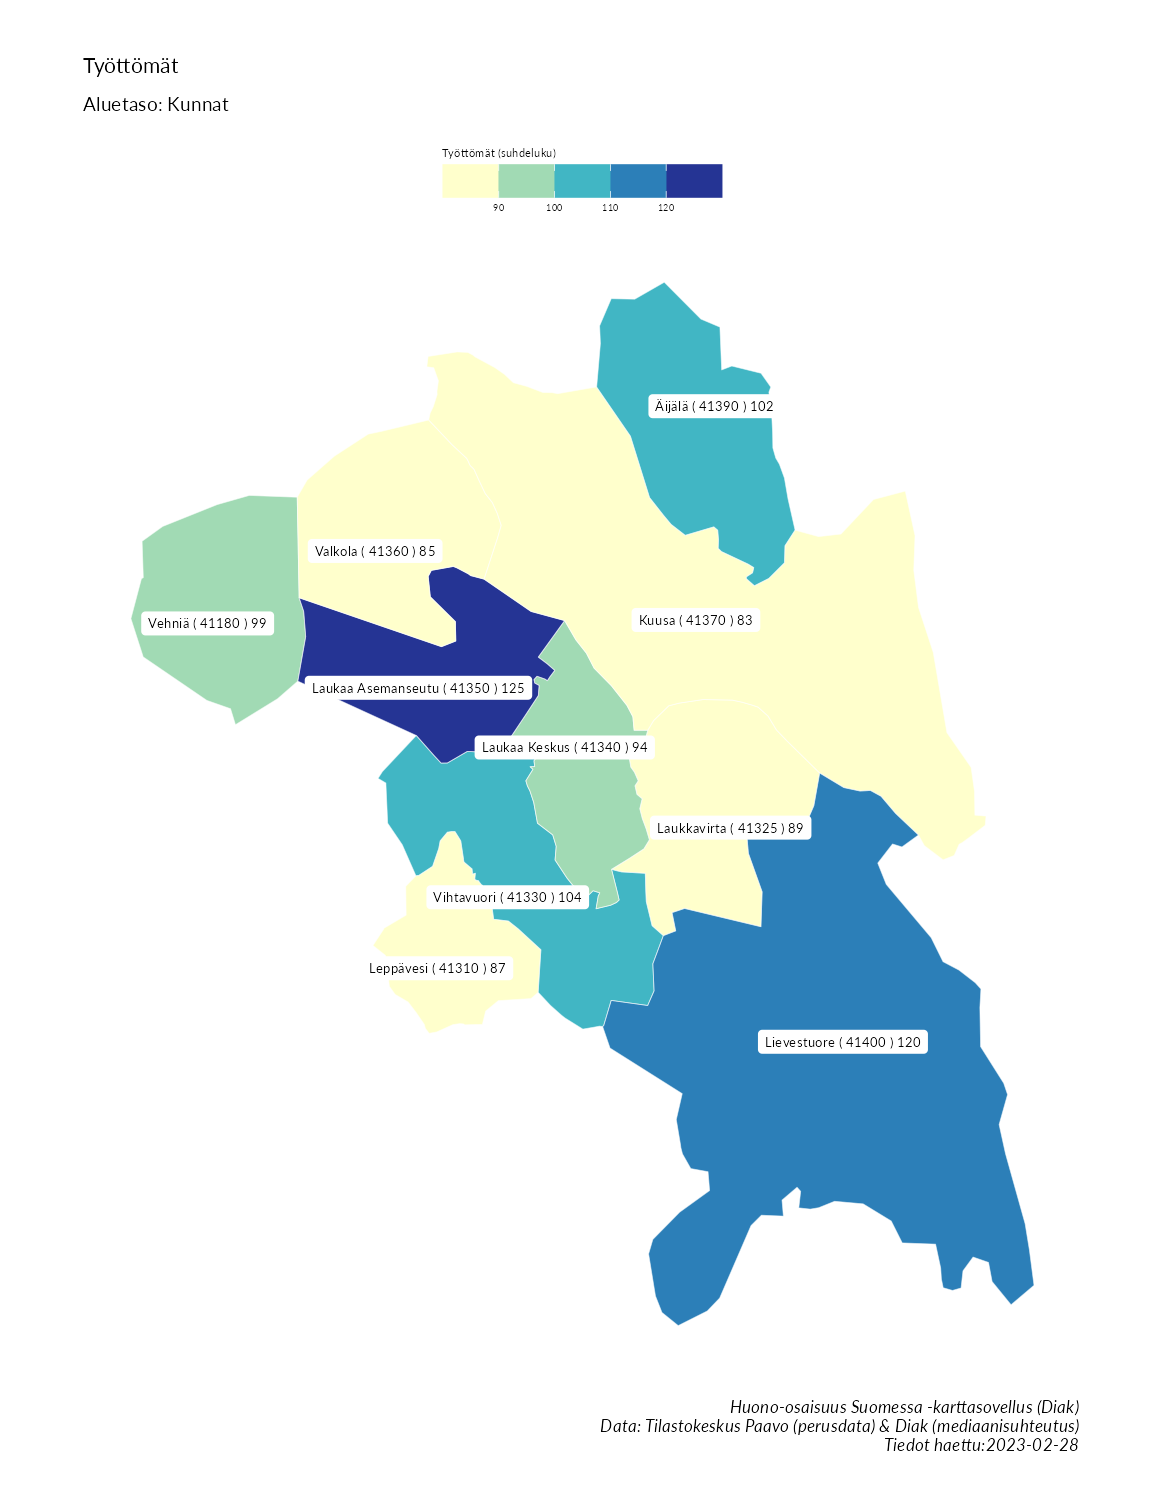 Työttömät
Aluetaso: Kunnat
Työttömät (suhdeluku)
90 100 110 120
Äijälä ( 41390 ) 102
Valkola ( 41360 ) 85
Vehniä ( 41180 ) 99
Kuusa ( 41370 ) 83
Laukaa Asemanseutu ( 41350 ) 125
Laukaa Keskus ( 41340 ) 94
Laukkavirta ( 41325 ) 89
Vihtavuori ( 41330 ) 104
Leppävesi ( 41310 ) 87
Lievestuore ( 41400 ) 120
Huono-osaisuus Suomessa -karttasovellus (Diak)
Data: Tilastokeskus Paavo (perusdata) & Diak (mediaanisuhteutus)
Tiedot haettu:2023-02-28